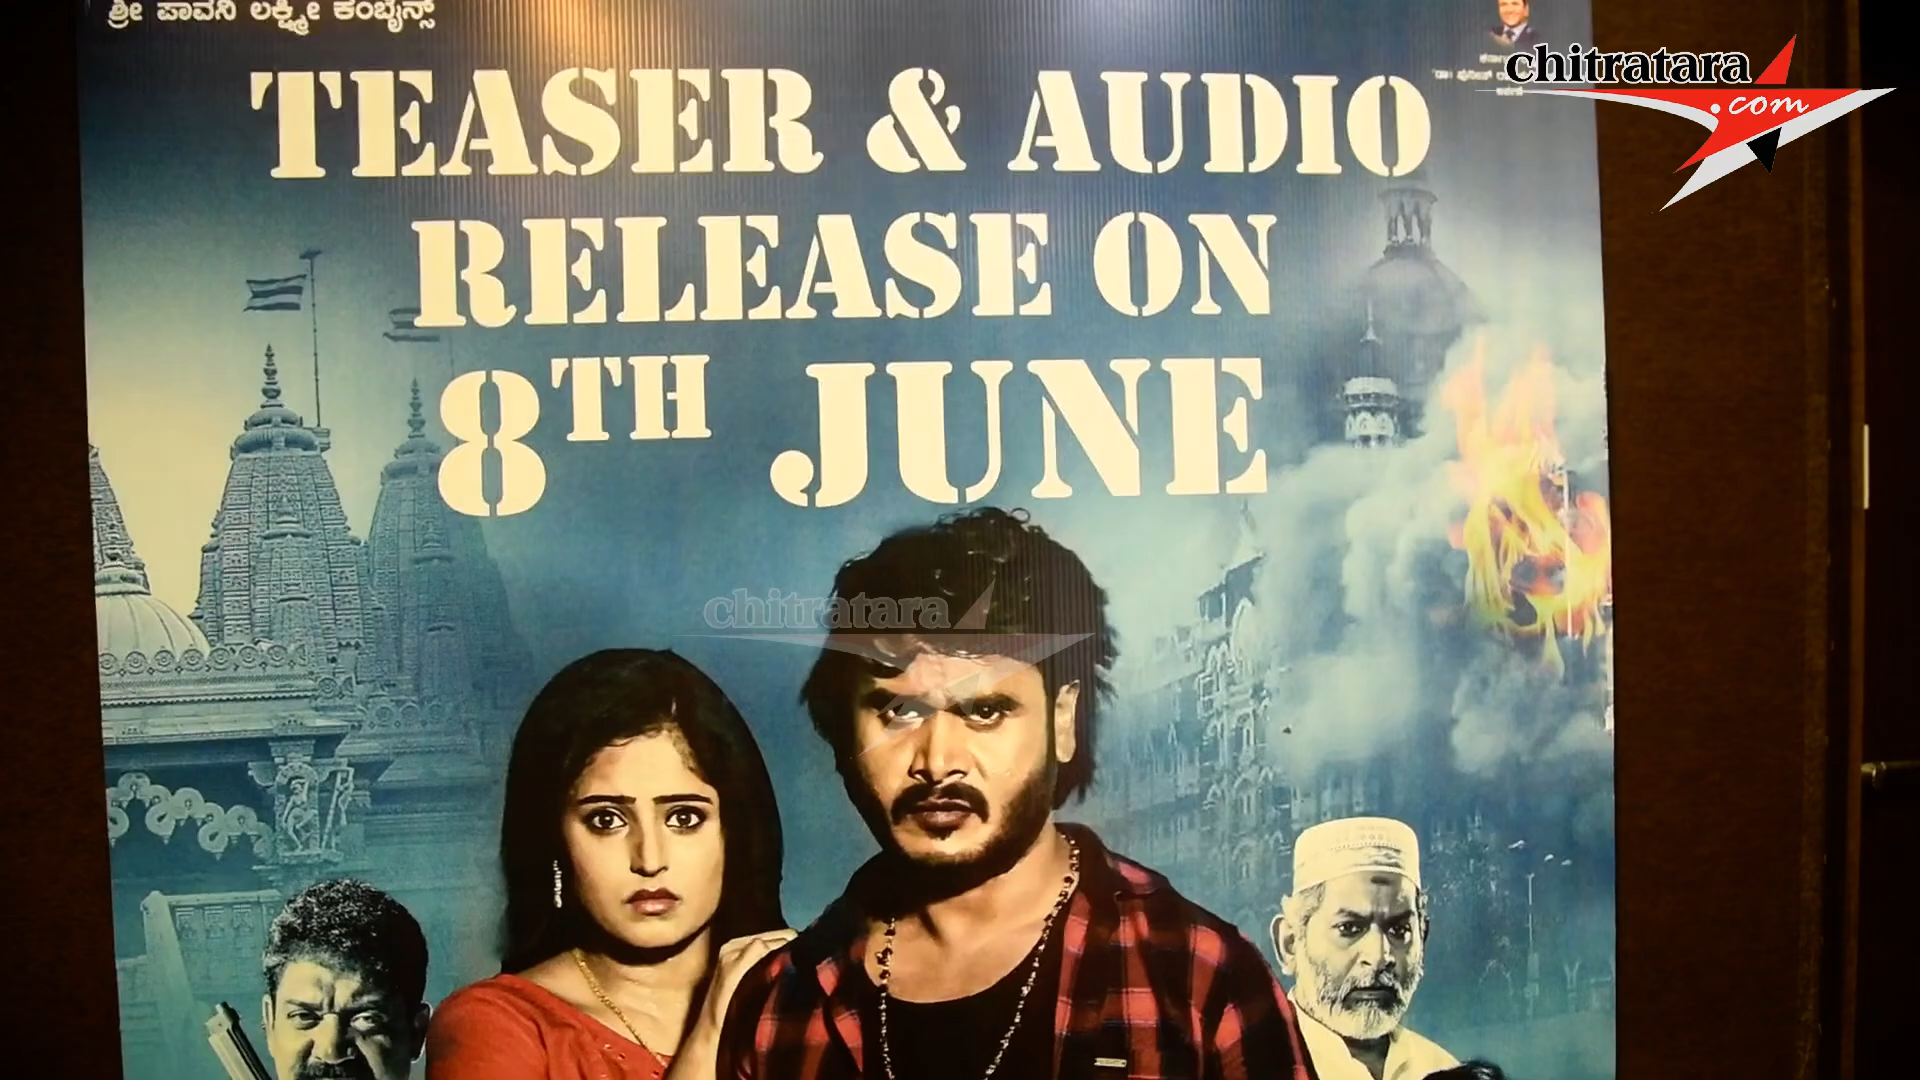 ಶ್ರೀ ಪಾವನಿ ಲಕ್ಷ್ಮೀ ಕಂಬೈನ್ಸ್
chitratara
.com
TEASER & AUDIO
RELEASE ON
8TH JUNE
chitratara